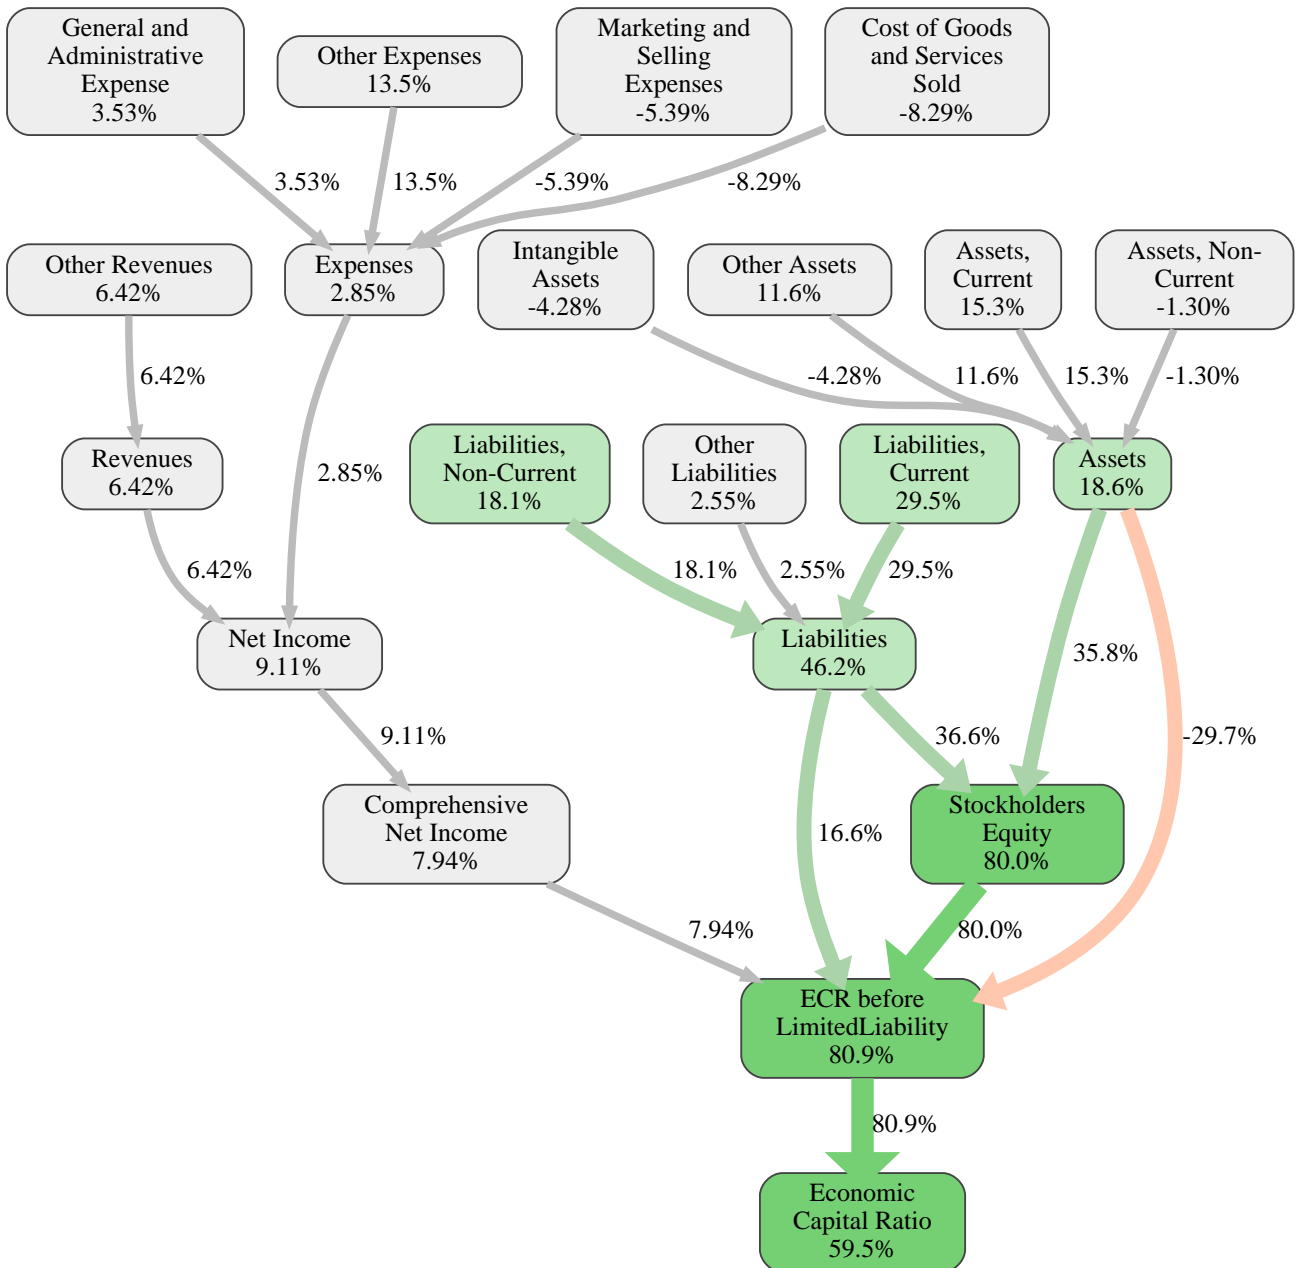 General and
Administrative
Expense
3.53%
Other Expenses
13.5%
Marketing and
Selling
Expenses
-5.39%
Cost of Goods
and Services
Sold
-8.29%
3.53%
13.5%
-5.39%
-8.29%
Other Revenues
6.42%
Expenses
2.85%
Intangible
Assets
-4.28%
Other Assets
11.6%
Assets,
Current
15.3%
Assets, Non-
Current
-1.30%
6.42%
-4.28%
11.6%
15.3%
-1.30%
Revenues
6.42%
2.85%
Liabilities,
Non-Current
18.1%
Other
Liabilities
2.55%
Liabilities,
Current
29.5%
Assets
18.6%
6.42%
18.1%
2.55%
29.5%
Net Income
9.11%
Liabilities
46.2%
35.8%
9.11%
36.6%
-29.7%
Comprehensive
Net Income
7.94%
16.6%
Stockholders
Equity
80.0%
7.94%
80.0%
ECR before
LimitedLiability
80.9%
80.9%
Economic
Capital Ratio
59.5%